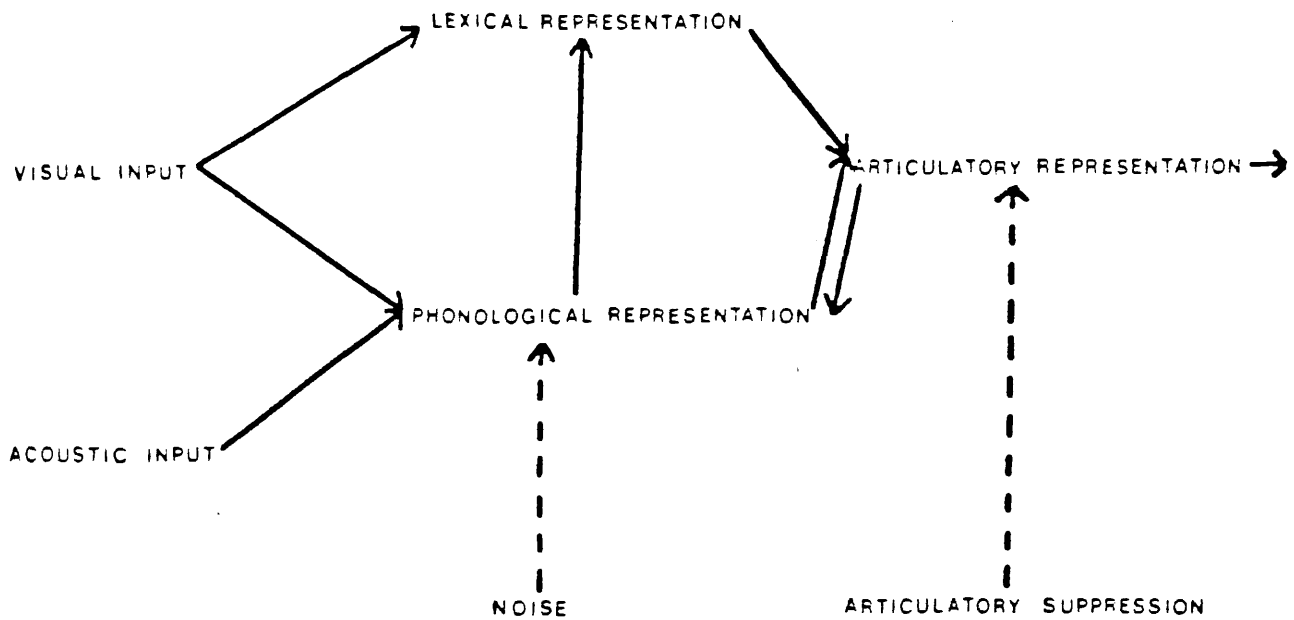 LEXICAL REPRESENTATION
VISUAL INPUT
ARTICULATORY REPRESENTATION
PHONOLOGICAL REPRESENTATION
ACOUSTIC INPUT
NOISE
ARTICULATORY SUPPRESSION